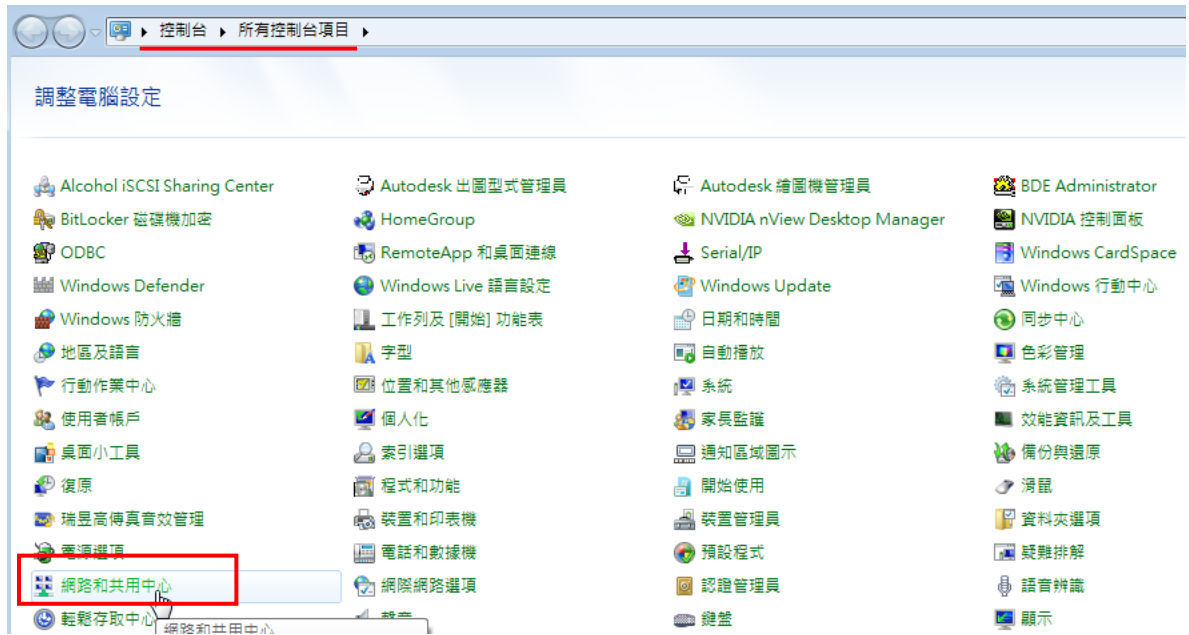 控制台 所有控制台項目
調整電腦設定
Alcohol iSCSI Sharing Center Autodesk 出圖型式管理員 Autodesk 繪圖機管理員 BDE Administrator
BitLocker 磁碟機加密 HomeGroup NVIDIA nView Desktop Manager NVIDIA 控制面板
ODBC RemoteApp 和桌面連線 Serial/IP Windows CardSpace
Windows Defender Windows Live 語言設定 Windows Update Windows 行動中心
Windows 防火牆 工作列及 [開始] 功能表 日期和時間 同步中心
地區及語言 字型 自動播放 色彩管理
行動作業中心 位置和其他感應器 系統 系統管理工具
使用者帳戶 個人化 家長監護 效能資訊及工具
桌面小工具 索引選項 通知區域圖示 備份與還原
復原 程式和功能 開始使用 滑鼠
瑞昱高傳真音效管理 裝置和印表機 裝置管理員 資料夾選項
電源選項 電話和數據機 預設程式 疑難排解
網路和共用中心 網際網路選項 認證管理員 語音辨識
輕鬆存取中心 聲音 鍵盤 顯示
網路和共用中心